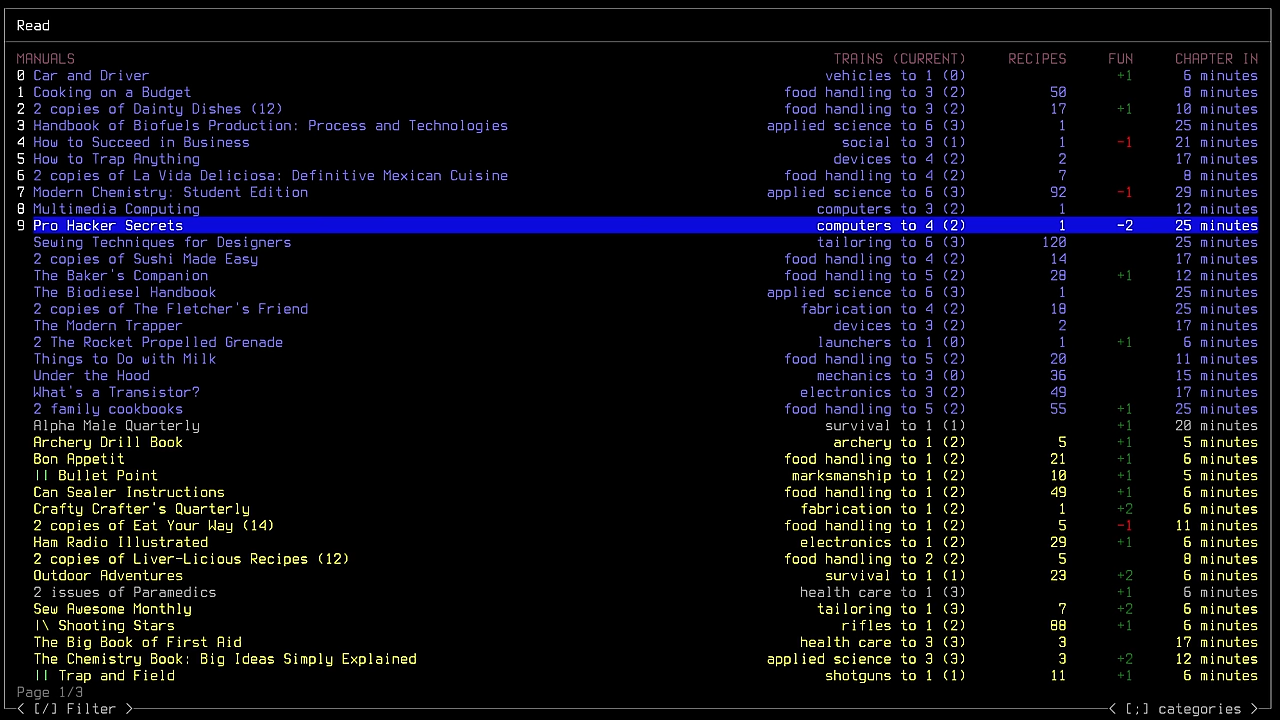 Read
MANUALS TRAINS (CURRENT) RECIPES FUN CHAPTER IN
0 Car and Driver vehicles to 1 (0) +1 6 minutes
1 Cooking on a Budget food handling to 3 (2) 50 8 minutes
2 2 copies of Dainty Dishes (12) food handling to 3 (2) 17 +1 10 minutes
3 Handbook of Biofuels Production: Process and Technologies applied science to 6 (3) 1 25 minutes
4 How to Succeed in Business social to 3 (1) 1 -1 21 minutes
5 How to Trap Anything devices to 4 (2) 2 17 minutes
6 2 copies of La Vida Deliciosa: Definitive Mexican Cuisine food handling to 4 (2) 7 8 minutes
7 Modern Chemistry: Student Edition applied science to 6 (3) 92 -1 29 minutes
8 Multimedia Computing computers to 3 (2) 1 12 minutes
9 Pro Hacker Secrets computers to 4 (2) 1 -2 25 minutes
Sewing Techniques for Designers tailoring to 6 (3) 120 25 minutes
2 copies of Sushi Made Easy food handling to 4 (2) 14 17 minutes
The Baker's Companion food handling to 5 (2) 28 +1 12 minutes
The Biodiesel Handbook applied science to 6 (3) 1 25 minutes
2 copies of The Fletcher's Friend fabrication to 4 (2) 18 25 minutes
The Modern Trapper devices to 3 (2) 2 17 minutes
2 The Rocket Propelled Grenade launchers to 1 (0) 1 +1 6 minutes
Things to Do with Milk food handling to 5 (2) 20 11 minutes
Under the Hood mechanics to 3 (0) 36 15 minutes
What's a Transistor? electronics to 3 (2) 49 17 minutes
2 family cookbooks food handling to 5 (2) 55 +1 25 minutes
Alpha Male Quarterly survival to 1 (1) +1 20 minutes
Archery Drill Book archery to 1 (2) 5 +1 5 minutes
Bon Appetit food handling to 1 (2) 21 +1 6 minutes
|| Bullet Point marksmanship to 1 (2) 10 +1 5 minutes
Can Sealer Instructions food handling to 1 (2) 49 +1 6 minutes
Crafty Crafter's Quarterly fabrication to 1 (2) 1 +2 6 minutes
2 copies of Eat Your Way (14) food handling to 1 (2) 5 -1 11 minutes
Ham Radio Illustrated electronics to 1 (2) 29 +1 6 minutes
2 copies of Liver-Licious Recipes (12) food handling to 2 (2) 5 8 minutes
Outdoor Adventures survival to 1 (1) 23 +2 6 minutes
2 issues of Paramedics health care to 1 (3) +1 6 minutes
Sew Awesome Monthly tailoring to 1 (3) 7 +2 6 minutes
|\ Shooting Stars rifles to 1 (2) 88 +1 6 minutes
The Big Book of First Aid health care to 3 (3) 3 17 minutes
The Chemistry Book: Big Ideas Simply Explained applied science to 3 (3) 3 +2 12 minutes
|| Trap and Field shotguns to 1 (1) 11 +1 6 minutes
Page 1/3
< [/] Filter > < [;] categories >